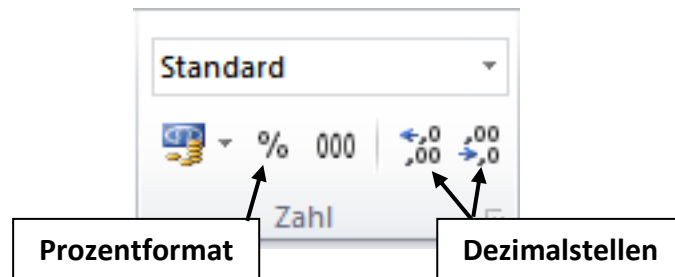 Standard
% 000 ,0 ,00
,00 ,0
Zahl
Prozentformat Dezimalstellen